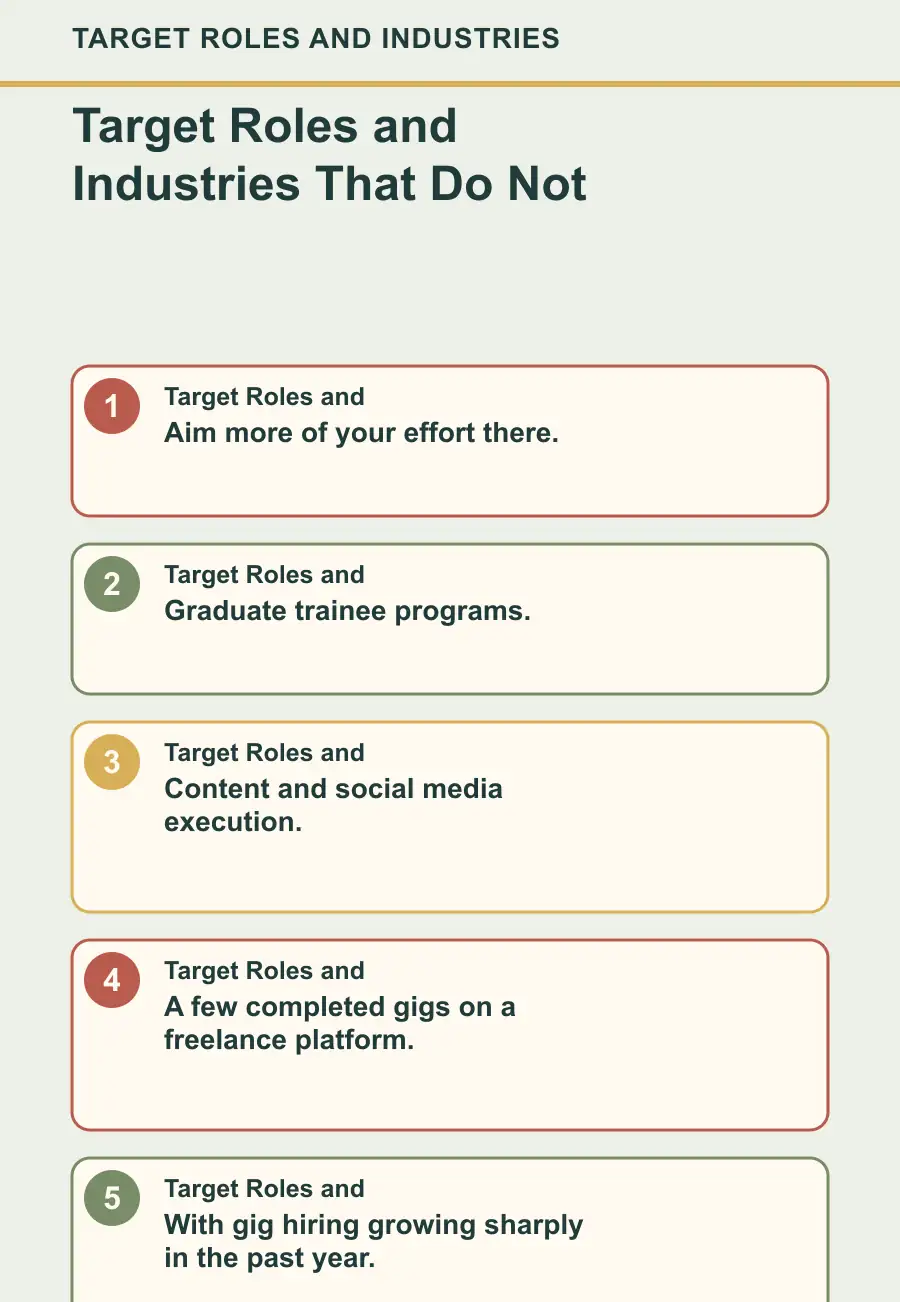 TARGET ROLES AND INDUSTRIES
Target Roles and
Industries That Do Not
1
Target Roles and
Aim more of your effort there.
2
Target Roles and
Graduate trainee programs.
3
Target Roles and
Content and social media
execution.
4
Target Roles and
A few completed gigs on a
freelance platform.
5
Target Roles and
With gig hiring growing sharply
in the past year.